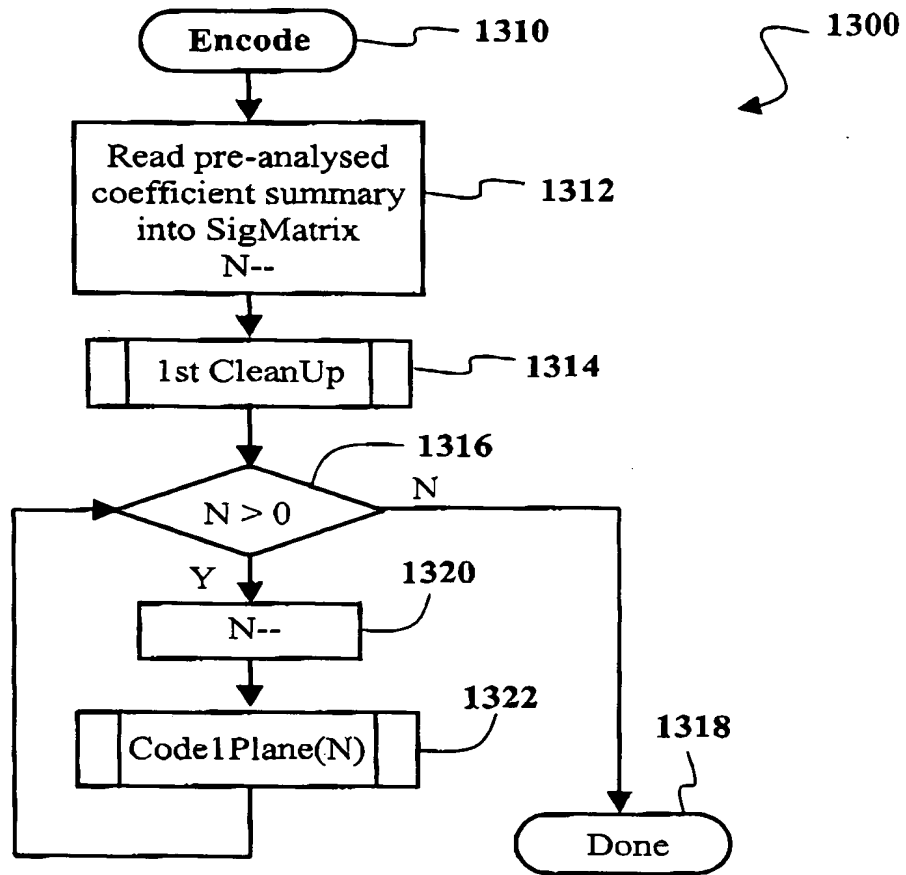 Encode
1310
1300
Read pre-analysed
coefficient summary
into SigMatrix
N--
1312
1st CleanUp
1314
1316
N > 0
N
Y
1320
N--
1322
Code1Plane(N)
1318
Done